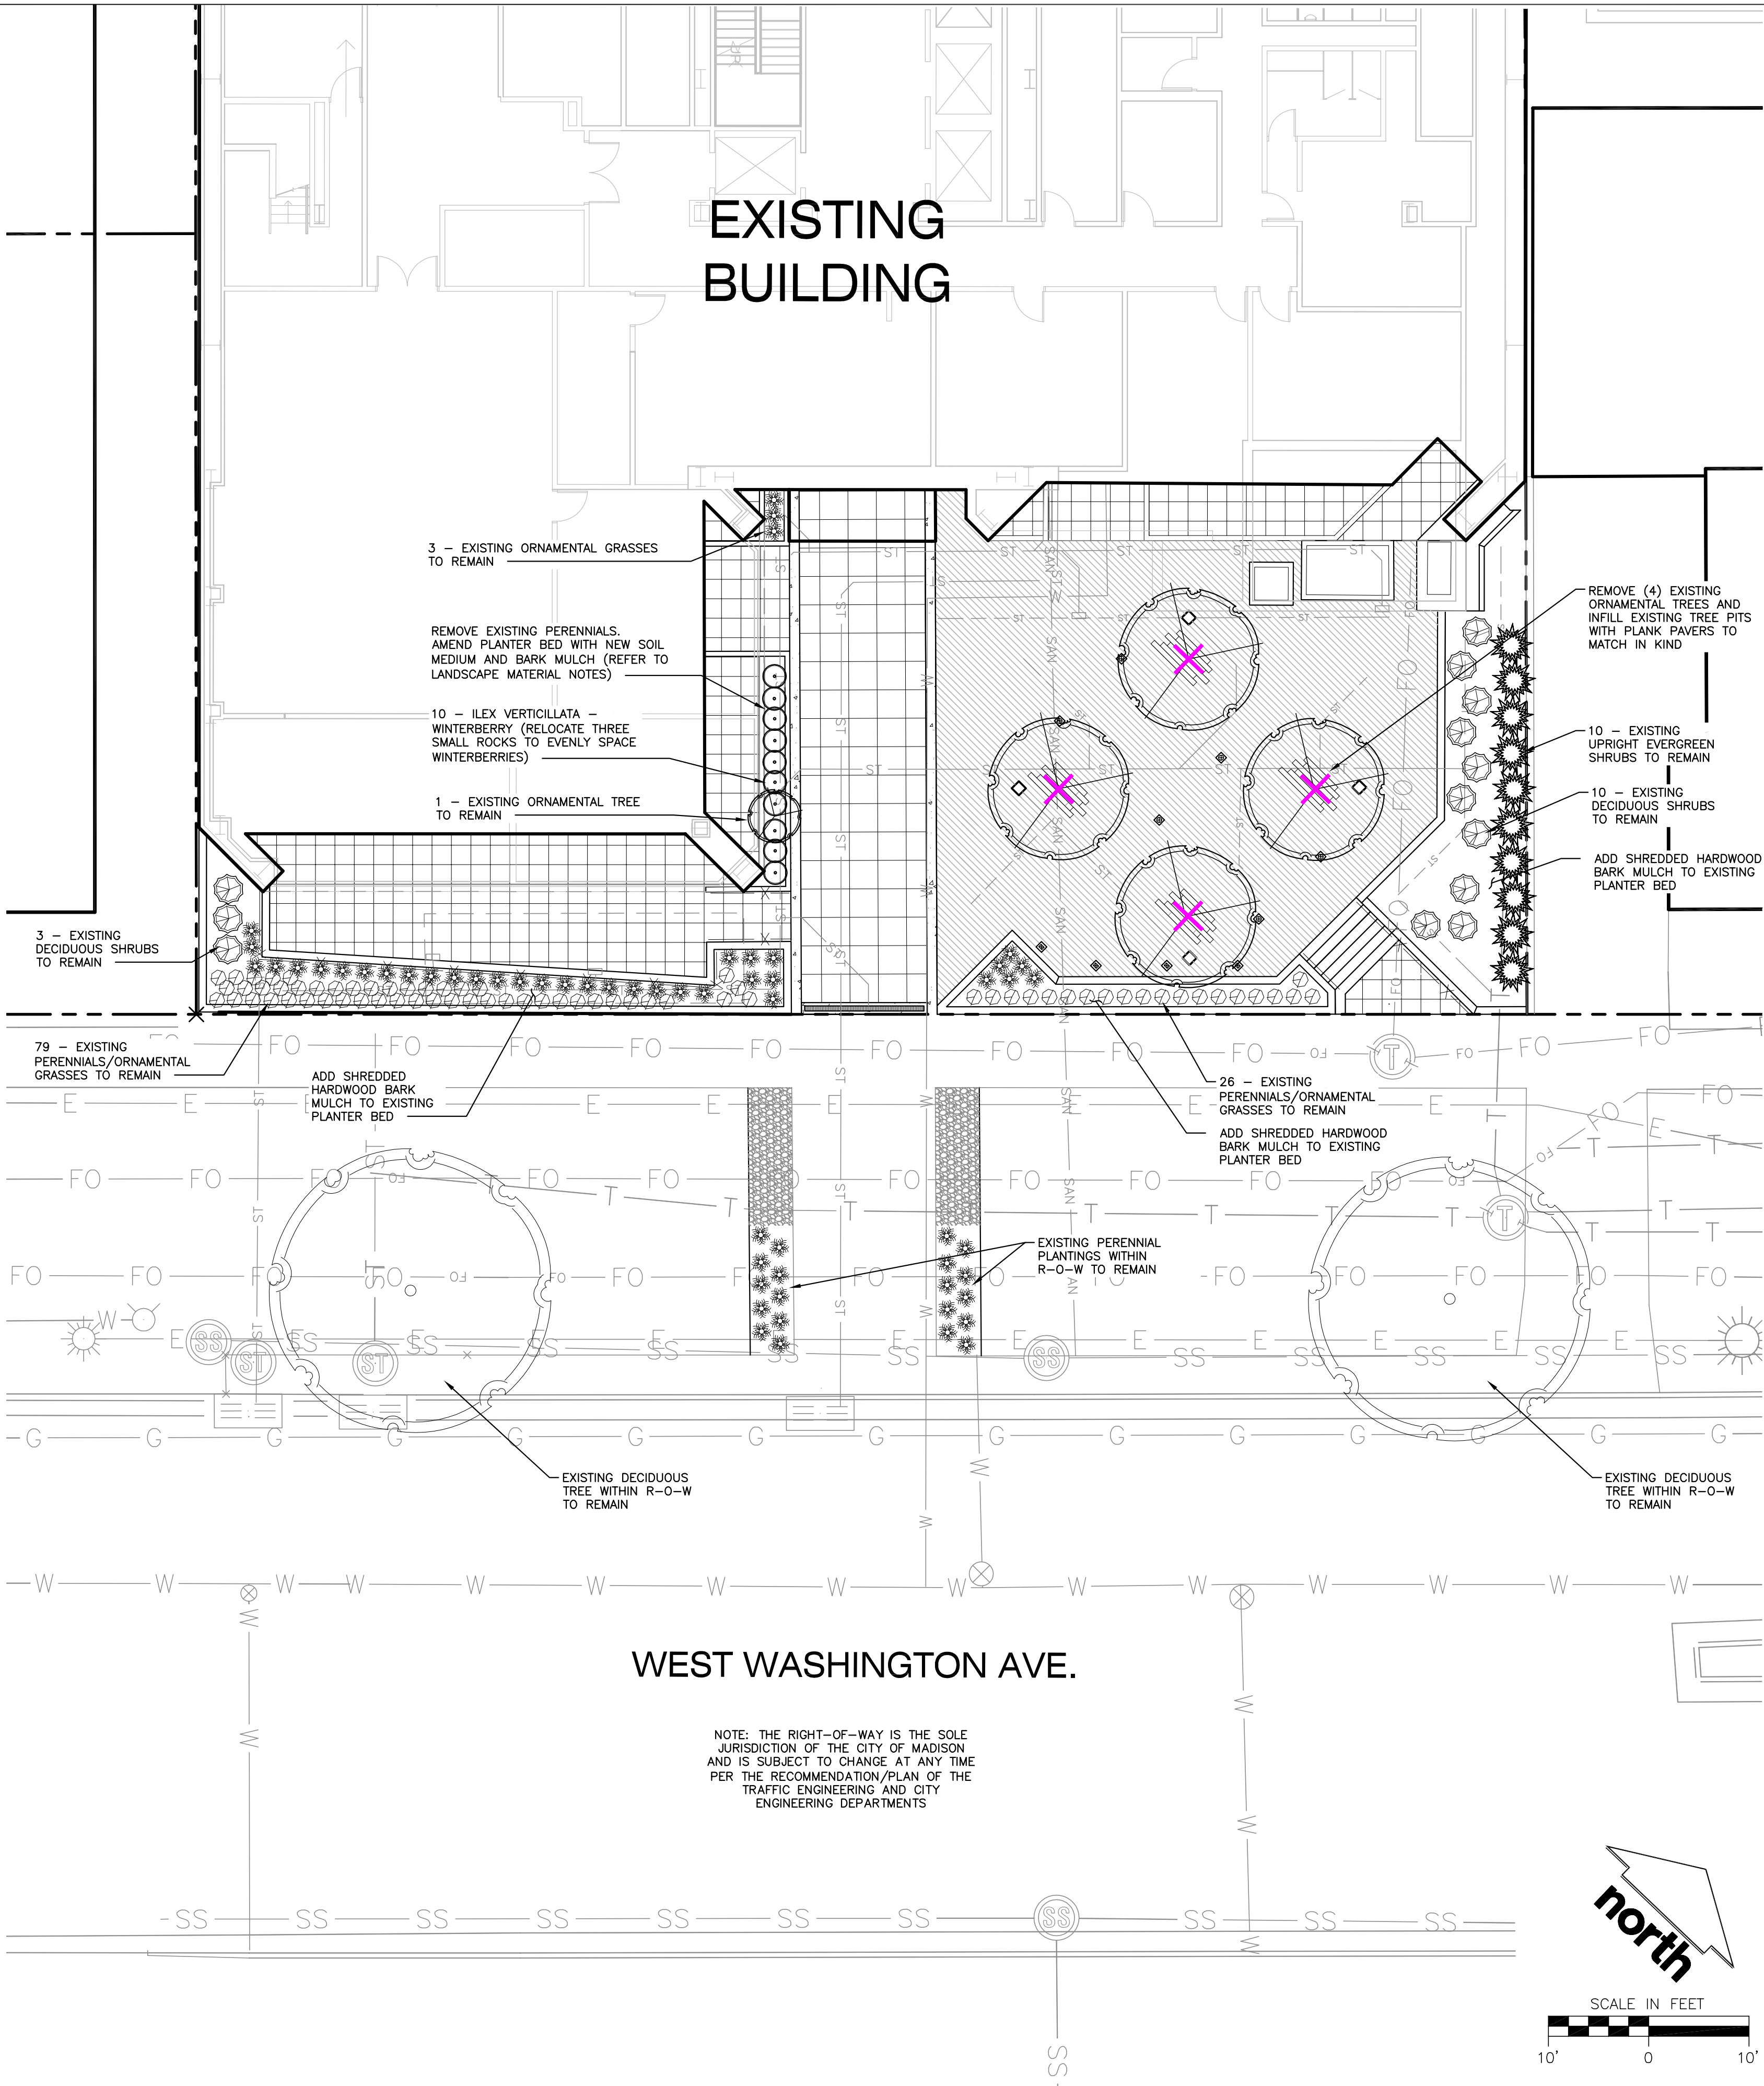 EXISTING
BUILDING
3 – EXISTING ORNAMENTAL GRASSES
TO REMAIN
REMOVE EXISTING PERENNIALS.
AMEND PLANTER BED WITH NEW SOIL
MEDIUM AND BARK MULCH (REFER TO
LANDSCAPE MATERIAL NOTES)
10 – ILEX VERTICILLATA –
WINTERBERRY (RELOCATE THREE
SMALL ROCKS TO EVENLY SPACE
WINTERBERRIES)
1 – EXISTING ORNAMENTAL TREE
TO REMAIN
REMOVE (4) EXISTING
ORNAMENTAL TREES AND
INFILL EXISTING TREE PITS
WITH PLANK PAVERS TO
MATCH IN KIND
10 – EXISTING
UPRIGHT EVERGREEN
SHRUBS TO REMAIN
10 – EXISTING
DECIDUOUS SHRUBS
TO REMAIN
ADD SHREDDED HARDWOOD
BARK MULCH TO EXISTING
PLANTER BED
3 – EXISTING
DECIDUOUS SHRUBS
TO REMAIN
79 – EXISTING
PERENNIALS/ORNAMENTAL
GRASSES TO REMAIN
ADD SHREDDED
HARDWOOD BARK
MULCH TO EXISTING
PLANTER BED
26 – EXISTING
PERENNIALS/ORNAMENTAL
GRASSES TO REMAIN
ADD SHREDDED HARDWOOD
BARK MULCH TO EXISTING
PLANTER BED
EXISTING PERENNIAL
PLANTINGS WITHIN
R–O–W TO REMAIN
EXISTING DECIDUOUS
TREE WITHIN R–O–W
TO REMAIN
EXISTING DECIDUOUS
TREE WITHIN R–O–W
TO REMAIN
WEST WASHINGTON AVE.
NOTE: THE RIGHT–OF–WAY IS THE SOLE
JURISDICTION OF THE CITY OF MADISON
AND IS SUBJECT TO CHANGE AT ANY TIME
PER THE RECOMMENDATION/PLAN OF THE
TRAFFIC ENGINEERING AND CITY
ENGINEERING DEPARTMENTS
north
SCALE IN FEET
10' 0 10'